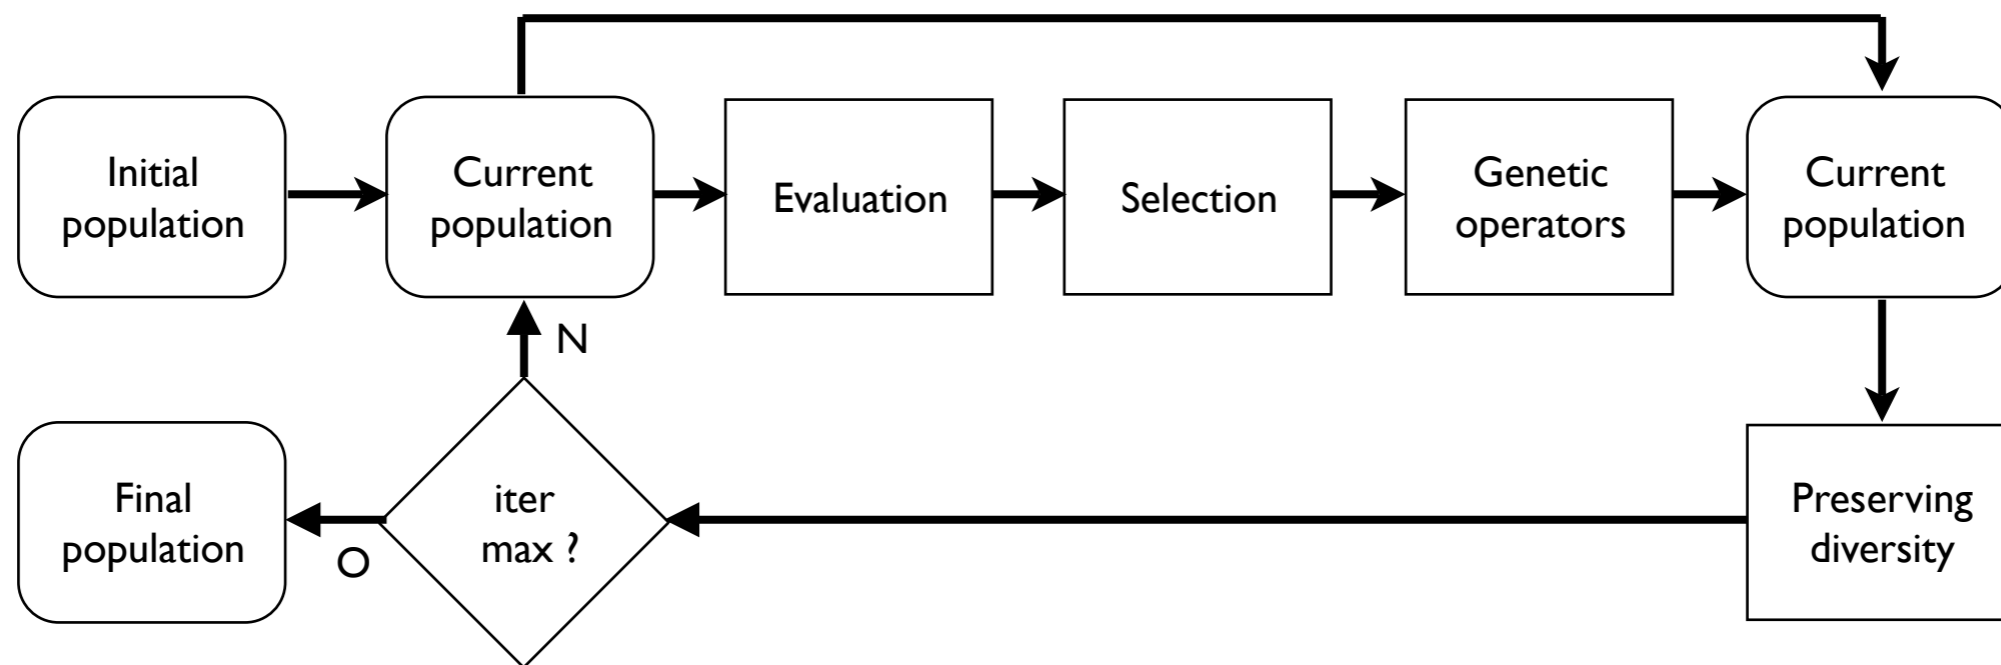 Initial
population
Current
population
Evaluation
Selection
Genetic
operators
Current
population
N
Final
population
O
iter
max ?
Preserving
diversity